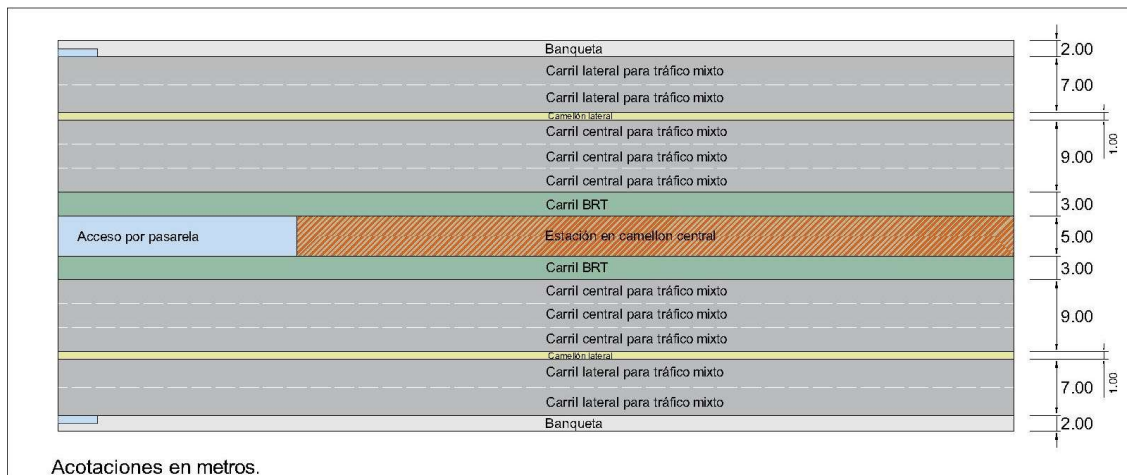 Banqueta
2.00
Carril lateral para tráfico mixto
7.00
Carril lateral para tráfico mixto
Camellón lateral
1.00
Carril central para tráfico mixto
Carril central para tráfico mixto
9.00
Carril central para tráfico mixto
Carril BRT
3.00
Acceso por pasarela
Estación en camellon central
5.00
Carril BRT
3.00
Carril central para tráfico mixto
Carril central para tráfico mixto
9.00
Carril central para tráfico mixto
Camellón lateral
1.00
Carril lateral para tráfico mixto
7.00
Carril lateral para tráfico mixto
Banqueta
2.00
Acotaciones en metros.